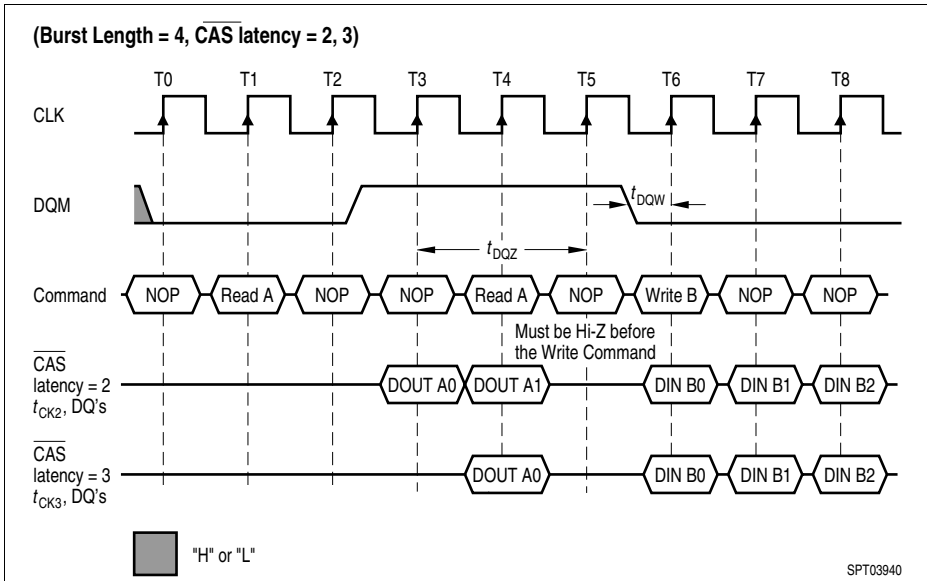 (Burst Length = 4, CAS latency = 2, 3)
T0 T1 T2 T3 T4 T5 T6 T7 T8
CLK
DQM
tDQW
tDQZ
Command NOP Read A NOP NOP Read A NOP Write B NOP NOP
Must be Hi-Z before
the Write Command
CAS
latency = 2
tCK2, DQ's
DOUT A0 DOUT A1 DIN B0 DIN B1 DIN B2
CAS
latency = 3
tCK3, DQ's
DOUT A0 DIN B0 DIN B1 DIN B2
"H" or "L"
SPT03940